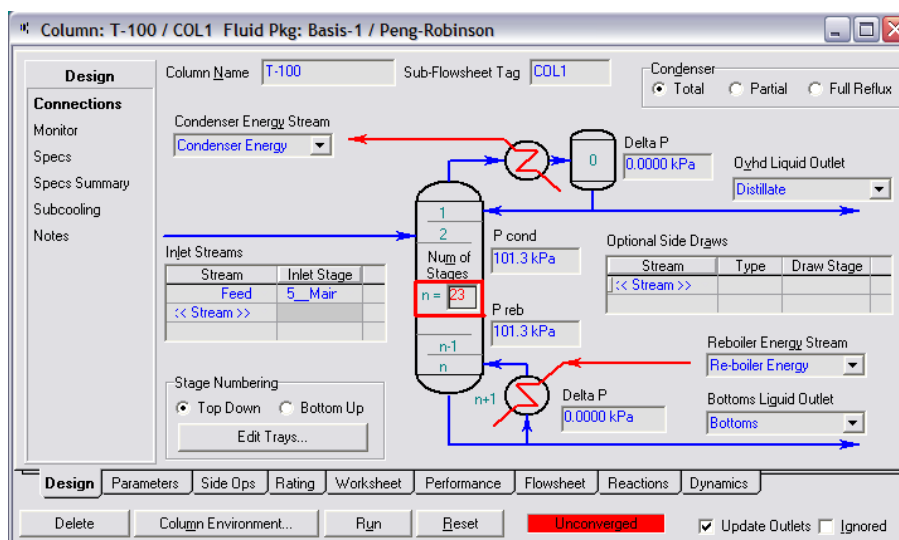 Column: T-100 / COL1 Fluid Pkg: Basis-1 / Peng-Robinson
Design
Connections
Monitor
Specs
Specs Summary
Subcooling
Notes
Column Name T-100 Sub-Flowsheet Tag COL1
Condenser
Total Partial Full Reflux
Condenser Energy Stream
Condenser Energy
0
Delta P
0.0000 kPa
Ovhd Liquid Outlet
Distillate
1
2
Num of
Stages
n = 23
n-1
n
n+1
P cond
101.3 kPa
P reb
101.3 kPa
Delta P
0.0000 kPa
Inlet Streams
Stream Inlet Stage
Feed 5__Mair
<< Stream >>
Optional Side Draws
Stream Type Draw Stage
<< Stream >>
Stage Numbering
Top Down Bottom Up
Edit Trays...
Reboiler Energy Stream
Re-boiler Energy
Bottoms Liquid Outlet
Bottoms
Design Parameters Side Ops Rating Worksheet Performance Flowsheet Reactions Dynamics
Delete Column Environment... Run Reset Unconverged Update Outlets Ignored